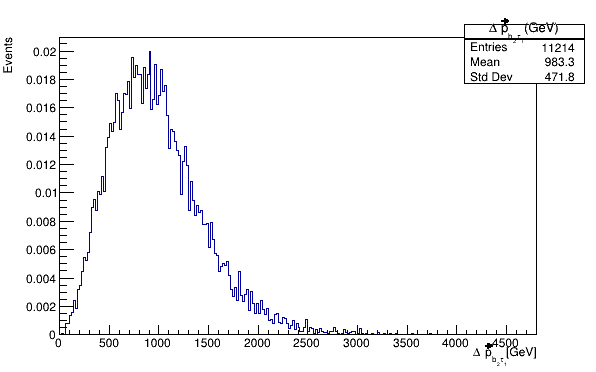 Δ p⃗ b₂τ₁ (GeV)
Entries 11214
Mean 983.3
Std Dev 471.8
Events
0.02
0.018
0.016
0.014
0.012
0.01
0.008
0.006
0.004
0.002
0
0 500 1000 1500 2000 2500 3000 3500 4000 4500
Δ p⃗ b₂τ₁ [GeV]